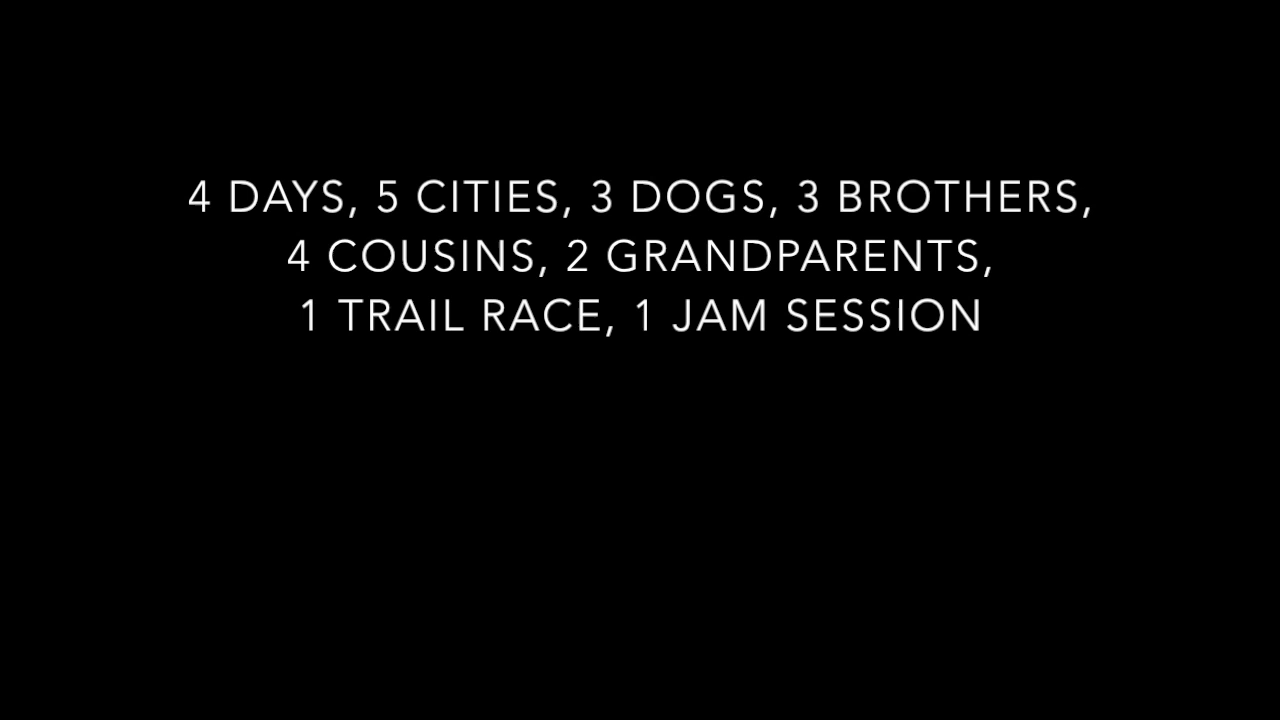 4 DAYS, 5 CITIES, 3 DOGS, 3 BROTHERS,
4 COUSINS, 2 GRANDPARENTS,
1 TRAIL RACE, 1 JAM SESSION